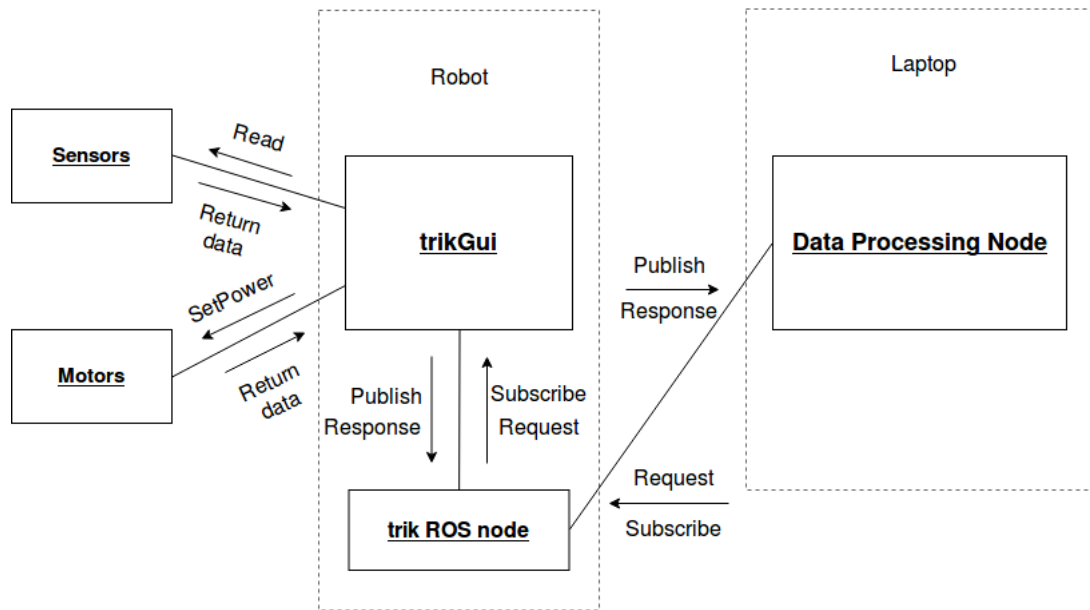 Robot
Laptop
Sensors
Read
Return
data
trikGui
Data Processing Node
SetPower
Motors
Return
data
Publish
Response
Publish
Response
Subscribe
Request
trik ROS node
Request
Subscribe